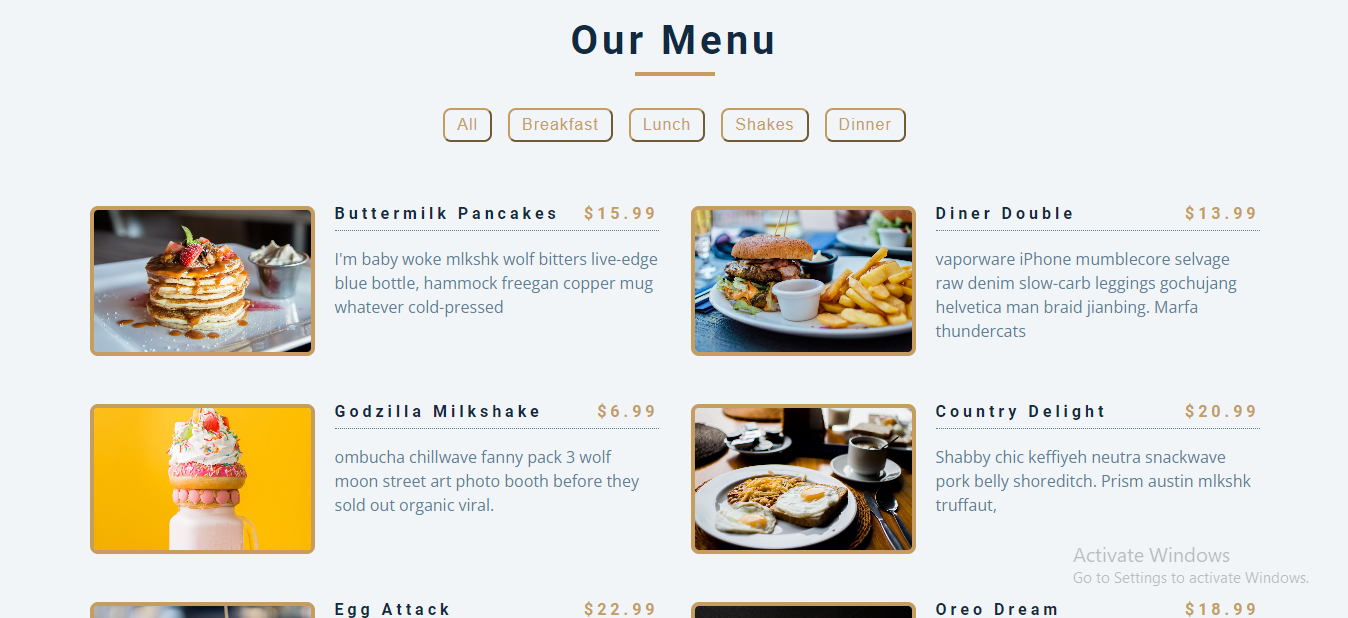 Our Menu
All Breakfast Lunch Shakes Dinner
Buttermilk Pancakes $15.99
I'm baby woke mlkshk wolf bitters live-edge
blue bottle, hammock freegan copper mug
whatever cold-pressed
Diner Double $13.99
vaporware iPhone mumblecore selvage
raw denim slow-carb leggings gochujang
helvetica man braid jianbing. Marfa
thundercats
Godzilla Milkshake $6.99
ombucha chillwave fanny pack 3 wolf
moon street art photo booth before they
sold out organic viral.
Country Delight $20.99
Shabby chic keffiyeh neutra snackwave
pork belly shoreditch. Prism austin mlkshk
truffaut,
Activate Windows
Go to Settings to activate Windows.
Egg Attack $22.99
Oreo Dream $18.99